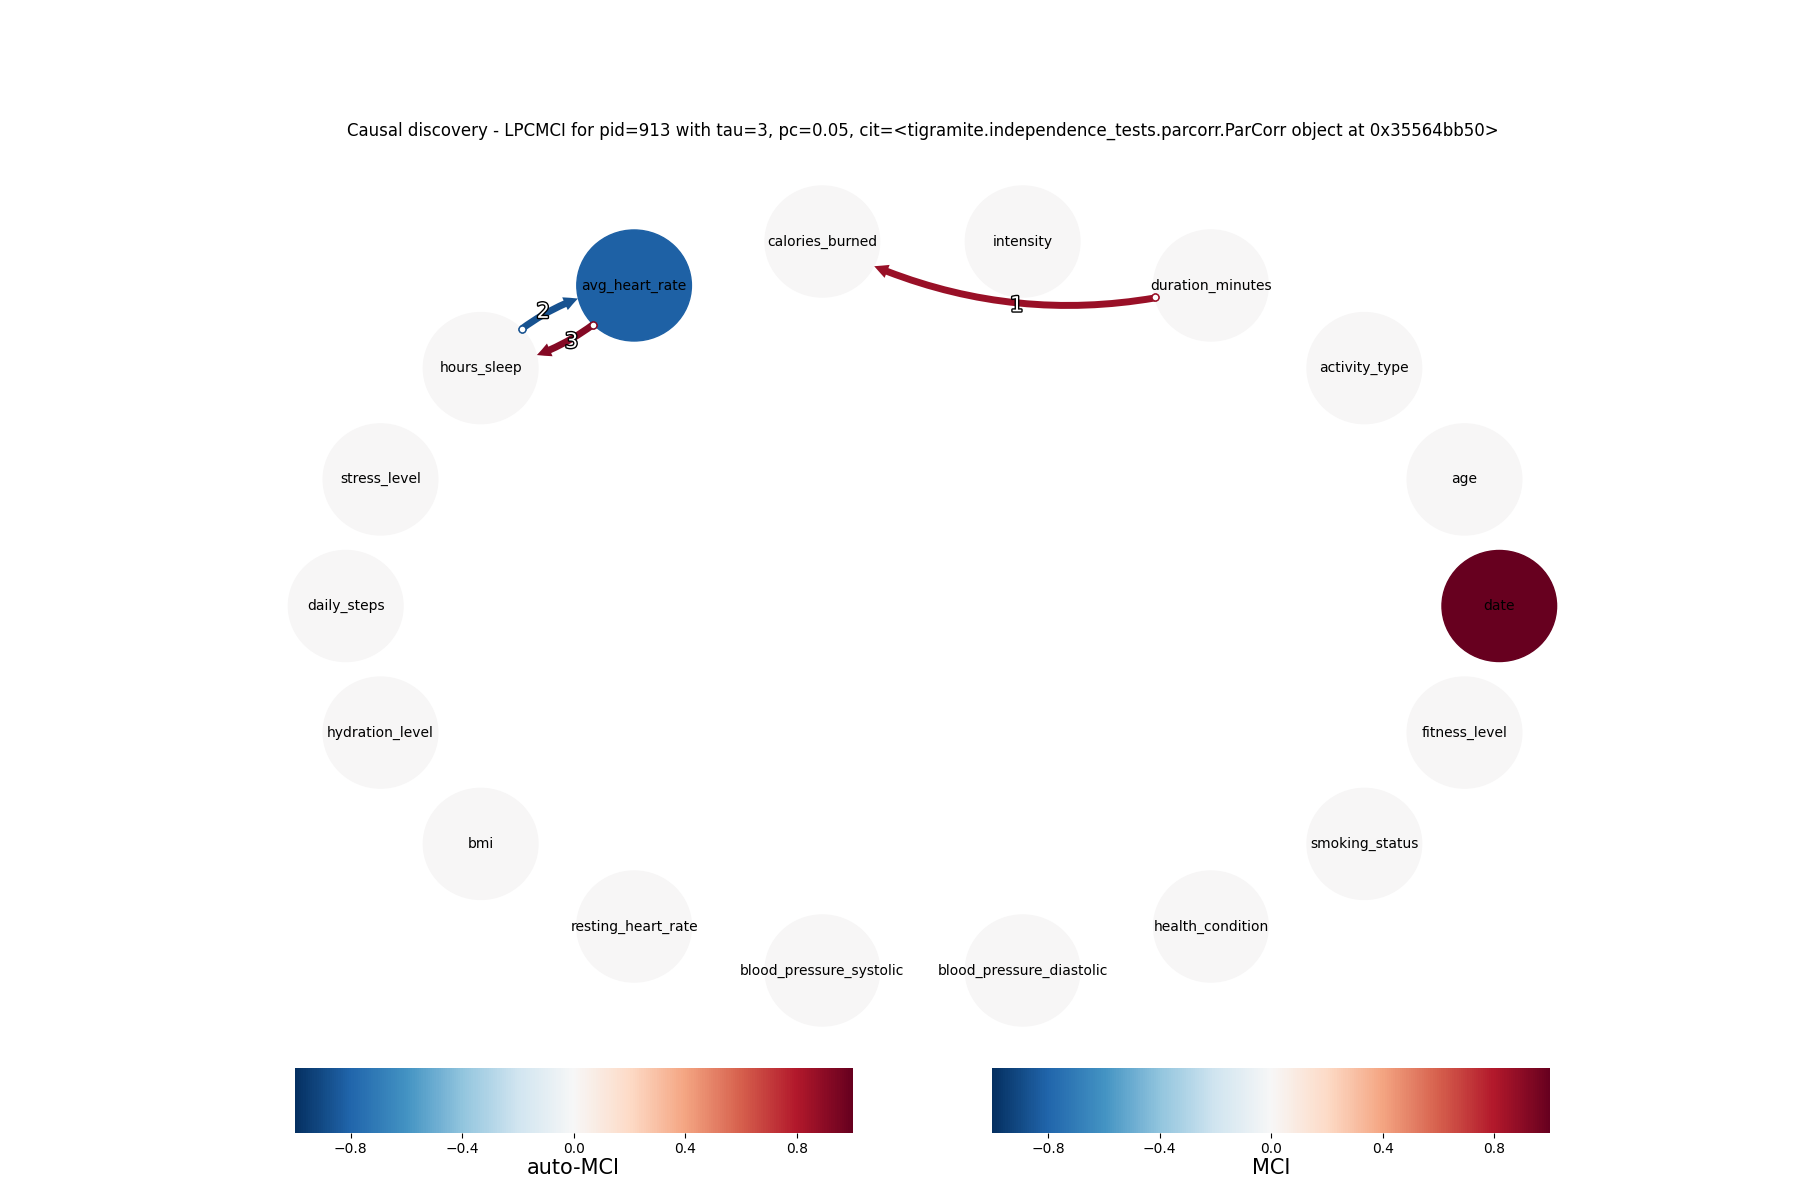 Causal discovery - LPCMCI for pid=913 with tau=3, pc=0.05, cit=<tigramite.independence_tests.parcorr.ParCorr object at 0x35564bb50>
calories_burned
intensity
avg_heart_rate
duration_minutes
1
2
3
hours_sleep
activity_type
stress_level
age
daily_steps
date
hydration_level
fitness_level
bmi
smoking_status
resting_heart_rate
health_condition
blood_pressure_systolic
blood_pressure_diastolic
−0.8 −0.4 0.0 0.4 0.8
auto-MCI
−0.8 −0.4 0.0 0.4 0.8
MCI